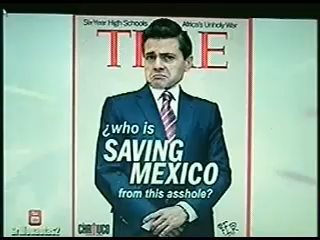 Six-Year High Schools Africa's Unholy War
TIME
¿who is
SAVING
MEXICO
from this asshole?